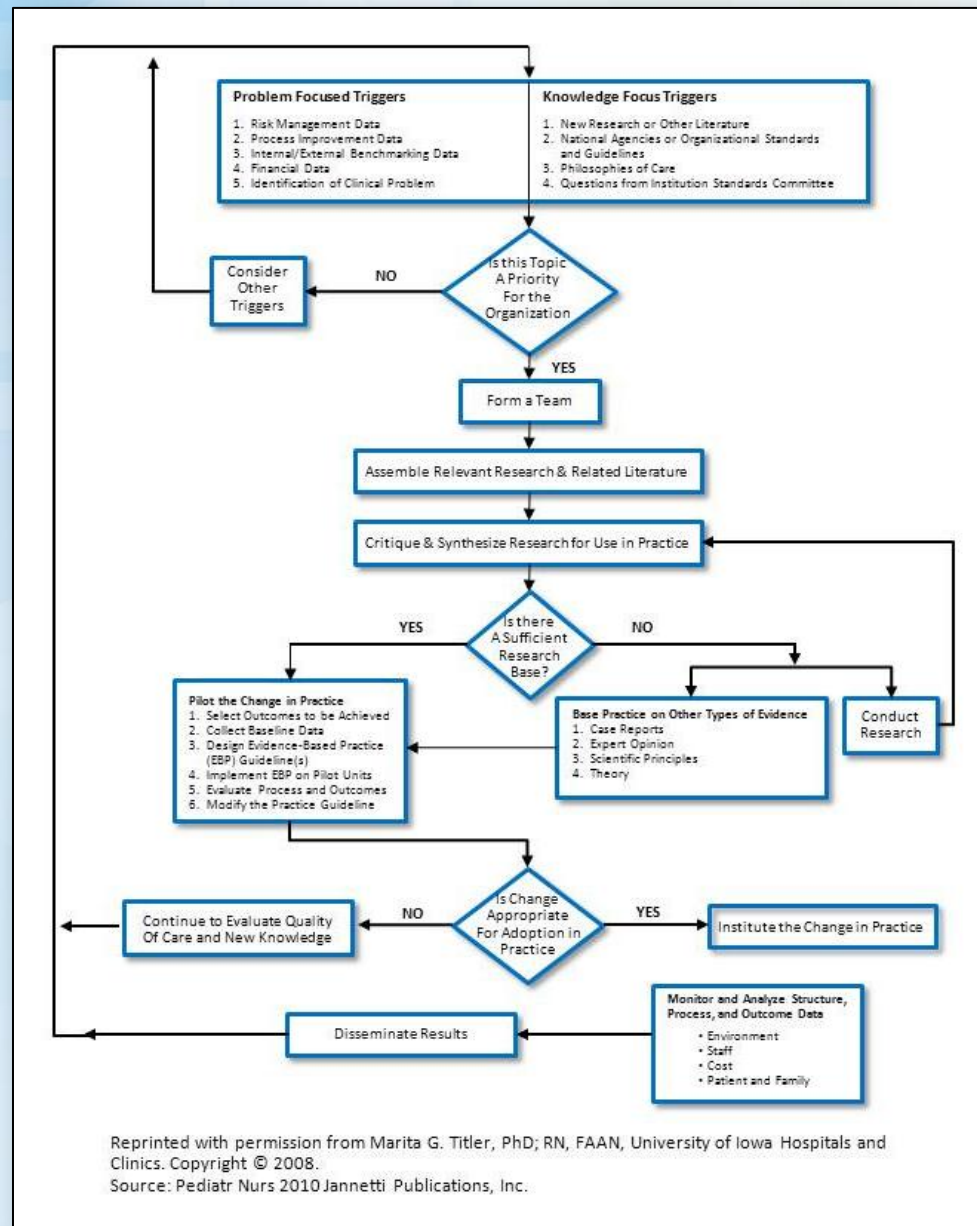 Problem Focused Triggers
1. Risk Management Data
2. Process Improvement Data
3. Internal/External Benchmarking Data
4. Financial Data
5. Identification of Clinical Problem
Knowledge Focus Triggers
1. New Research or Other Literature
2. National Agencies or Organizational Standards
and Guidelines
3. Philosophies of Care
4. Questions from Institution Standards Committee
Consider
Other
Triggers
NO
Is this Topic
A Priority
For the
Organization
YES
Form a Team
Assemble Relevant Research & Related Literature
Critique & Synthesize Research for Use in Practice
YES
Is there
A Sufficient
Research
Base?
NO
Pilot the Change in Practice
1. Select Outcomes to be Achieved
2. Collect Baseline Data
3. Design Evidence-Based Practice
(EBP) Guideline(s)
4. Implement EBP on Pilot Units
5. Evaluate Process and Outcomes
6. Modify the Practice Guideline
Base Practice on Other Types of Evidence
1. Case Reports
2. Expert Opinion
3. Scientific Principles
4. Theory
Conduct
Research
Continue to Evaluate Quality
Of Care and New Knowledge
NO
Is Change
Appropriate
For Adoption in
Practice
YES
Institute the Change in Practice
Disseminate Results
Monitor and Analyze Structure,
Process, and Outcome Data
• Environment
• Staff
• Cost
• Patient and Family
Reprinted with permission from Marita G. Titler, PhD; RN, FAAN, University of Iowa Hospitals and
Clinics. Copyright © 2008.
Source: Pediatr Nurs 2010 Jannetti Publications, Inc.